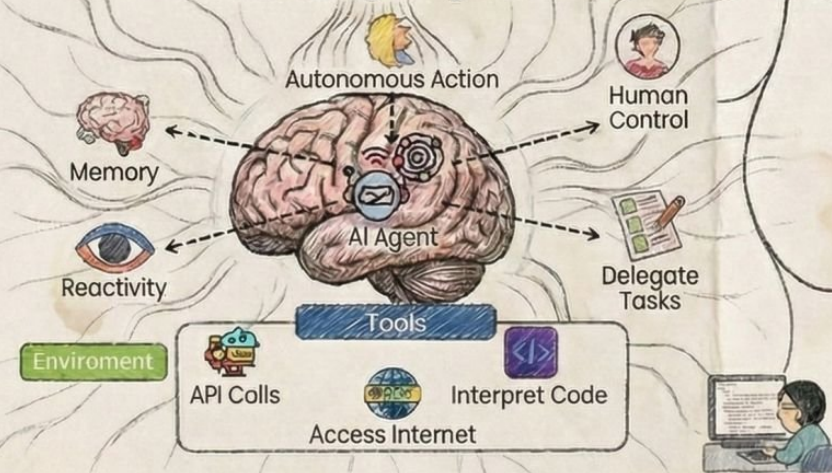 Autonomous Action
Human
Control
Memory
AI Agent
Reactivity
Delegate
Tasks
Tools
Enviroment
API Colls
Interpret Code
Access Internet